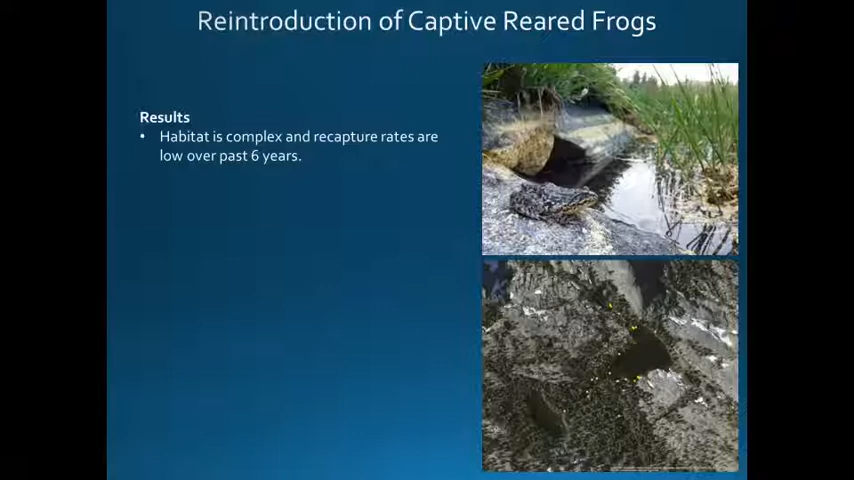 Reintroduction of Captive Reared Frogs
Results
• Habitat is complex and recapture rates are
low over past 6 years.